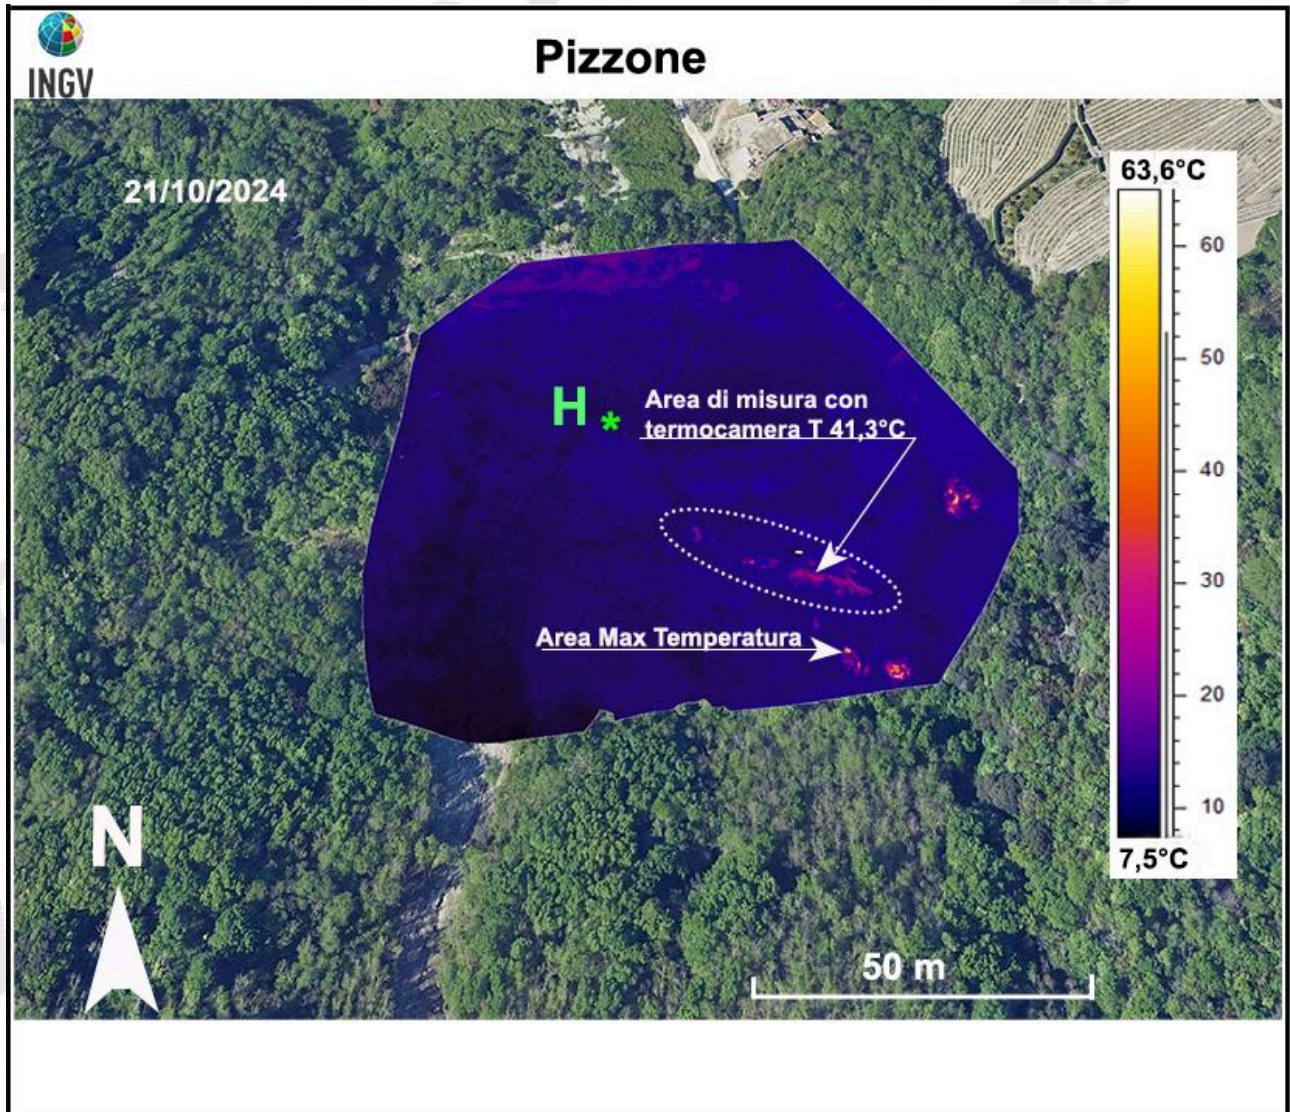 INGV
Pizzone
21/10/2024
63,6°C
60
50
40
30
20
10
7,5°C
H *
Area di misura con
termocamera T 41,3°C
Area Max Temperatura
N
50 m